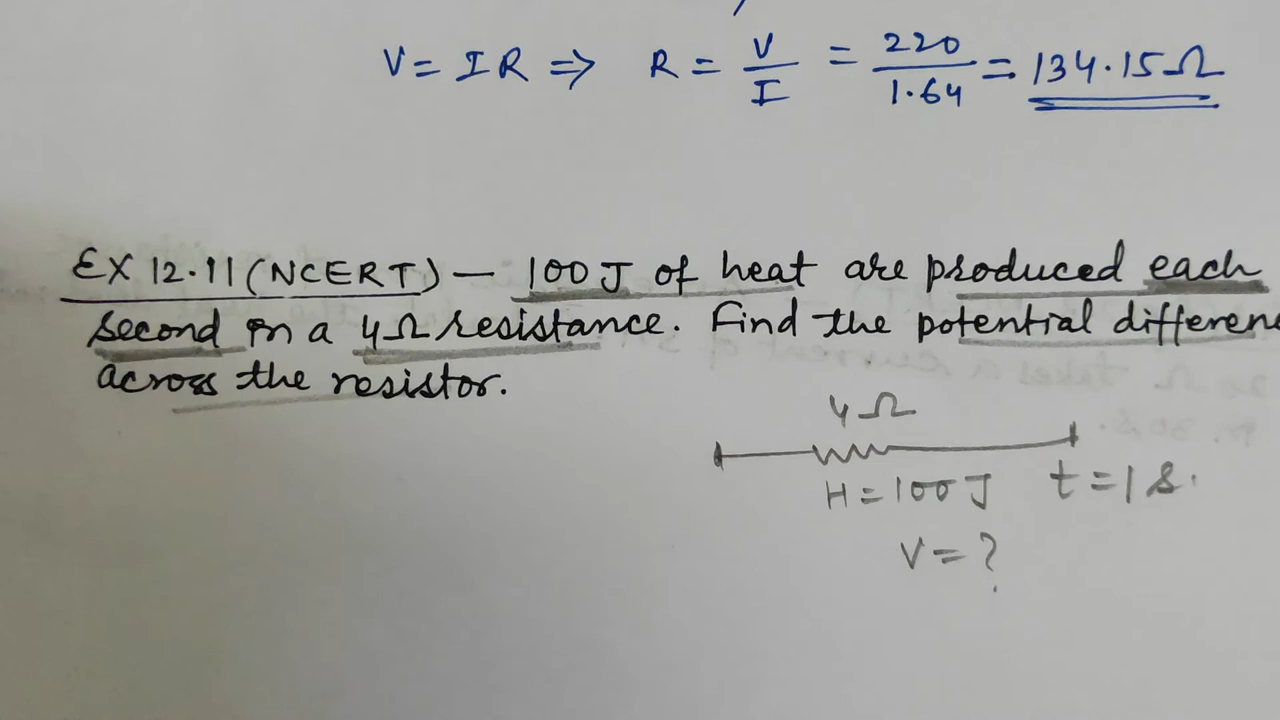 V = IR ⇒ R = V/I = 220/1.64 = 134.15Ω
EX 12.11 (NCERT) — 100 J of heat are produced each
second in a 4Ω resistance. Find the potential differen
across the resistor.
4Ω
H = 100 J t = 1 s.
V = ?